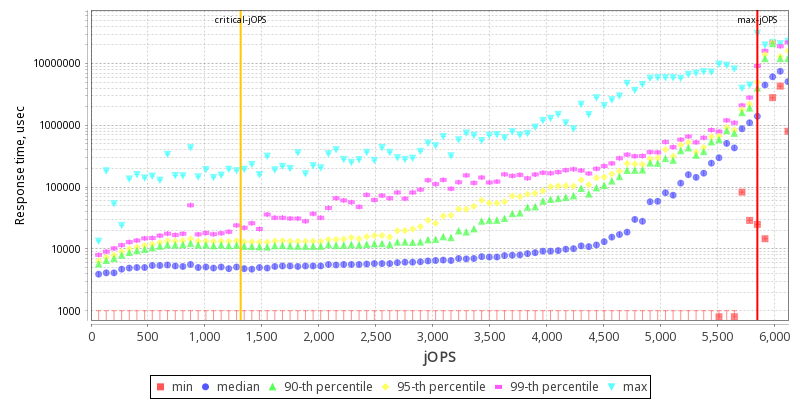 critical-jOPS
max-jOPS
10000000
1000000
100000
10000
1000
Response time, usec
0
500
1,000
1,500
2,000
2,500
3,000
3,500
4,000
4,500
5,000
5,500
6,000
jOPS
min
median
90-th percentile
95-th percentile
99-th percentile
max